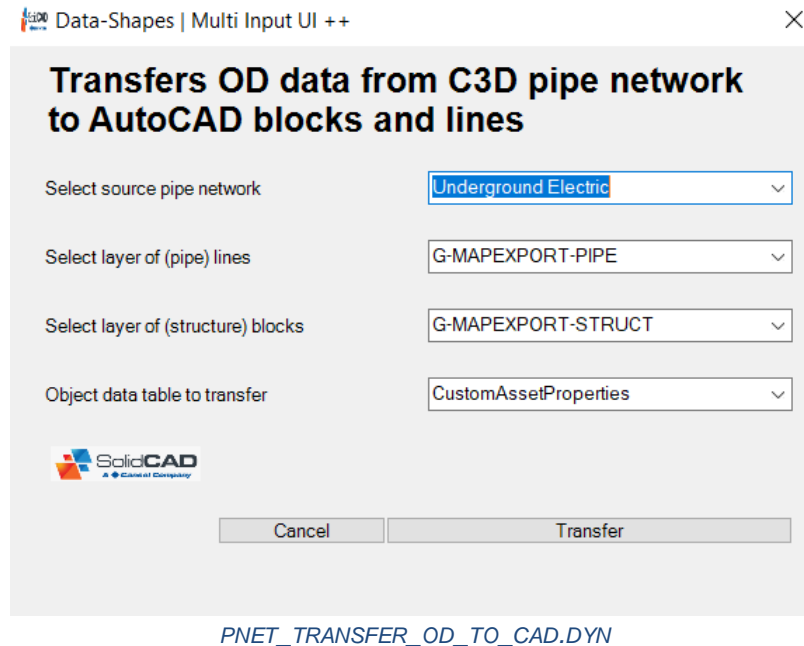 Data-Shapes | Multi Input UI ++
Transfers OD data from C3D pipe network
to AutoCAD blocks and lines
Select source pipe network
Underground Electric
Select layer of (pipe) lines
G-MAPEXPORT-PIPE
Select layer of (structure) blocks
G-MAPEXPORT-STRUCT
Object data table to transfer
CustomAssetProperties
SolidCAD
A Cansel Company
Cancel
Transfer
PNET_TRANSFER_OD_TO_CAD.DYN